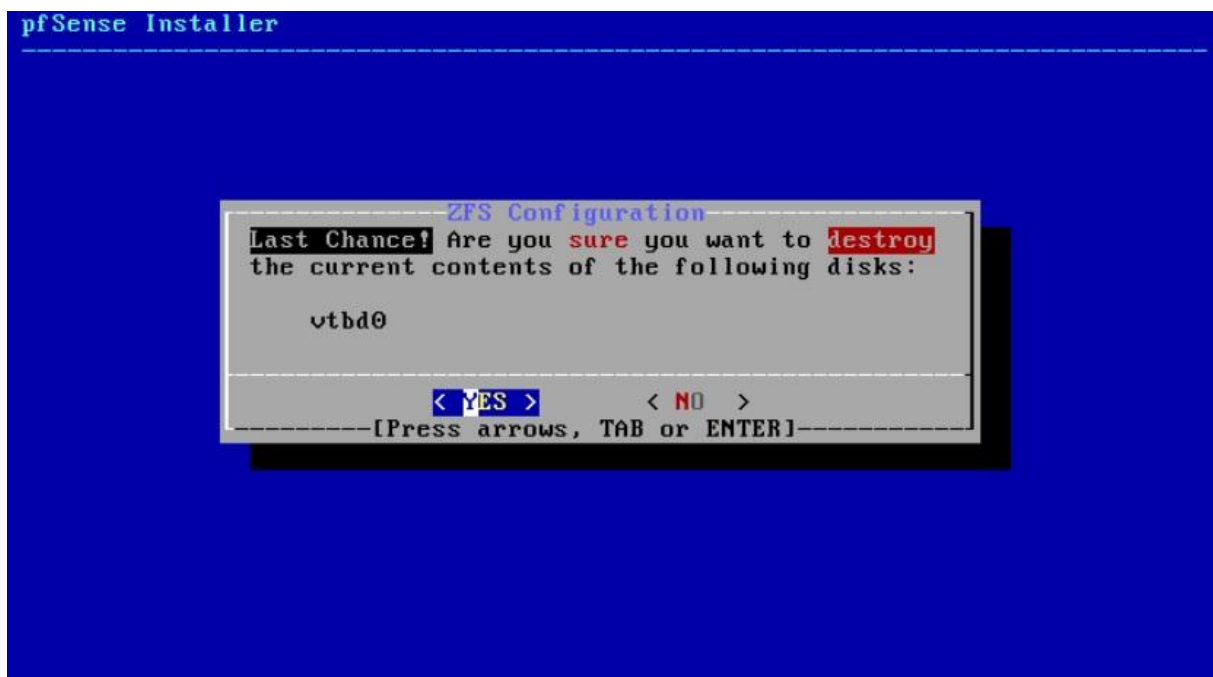 pfSense Installer
ZFS Configuration
Last Chance! Are you sure you want to destroy
the current contents of the following disks:
vtbd0
< YES > < NO >
[Press arrows, TAB or ENTER]